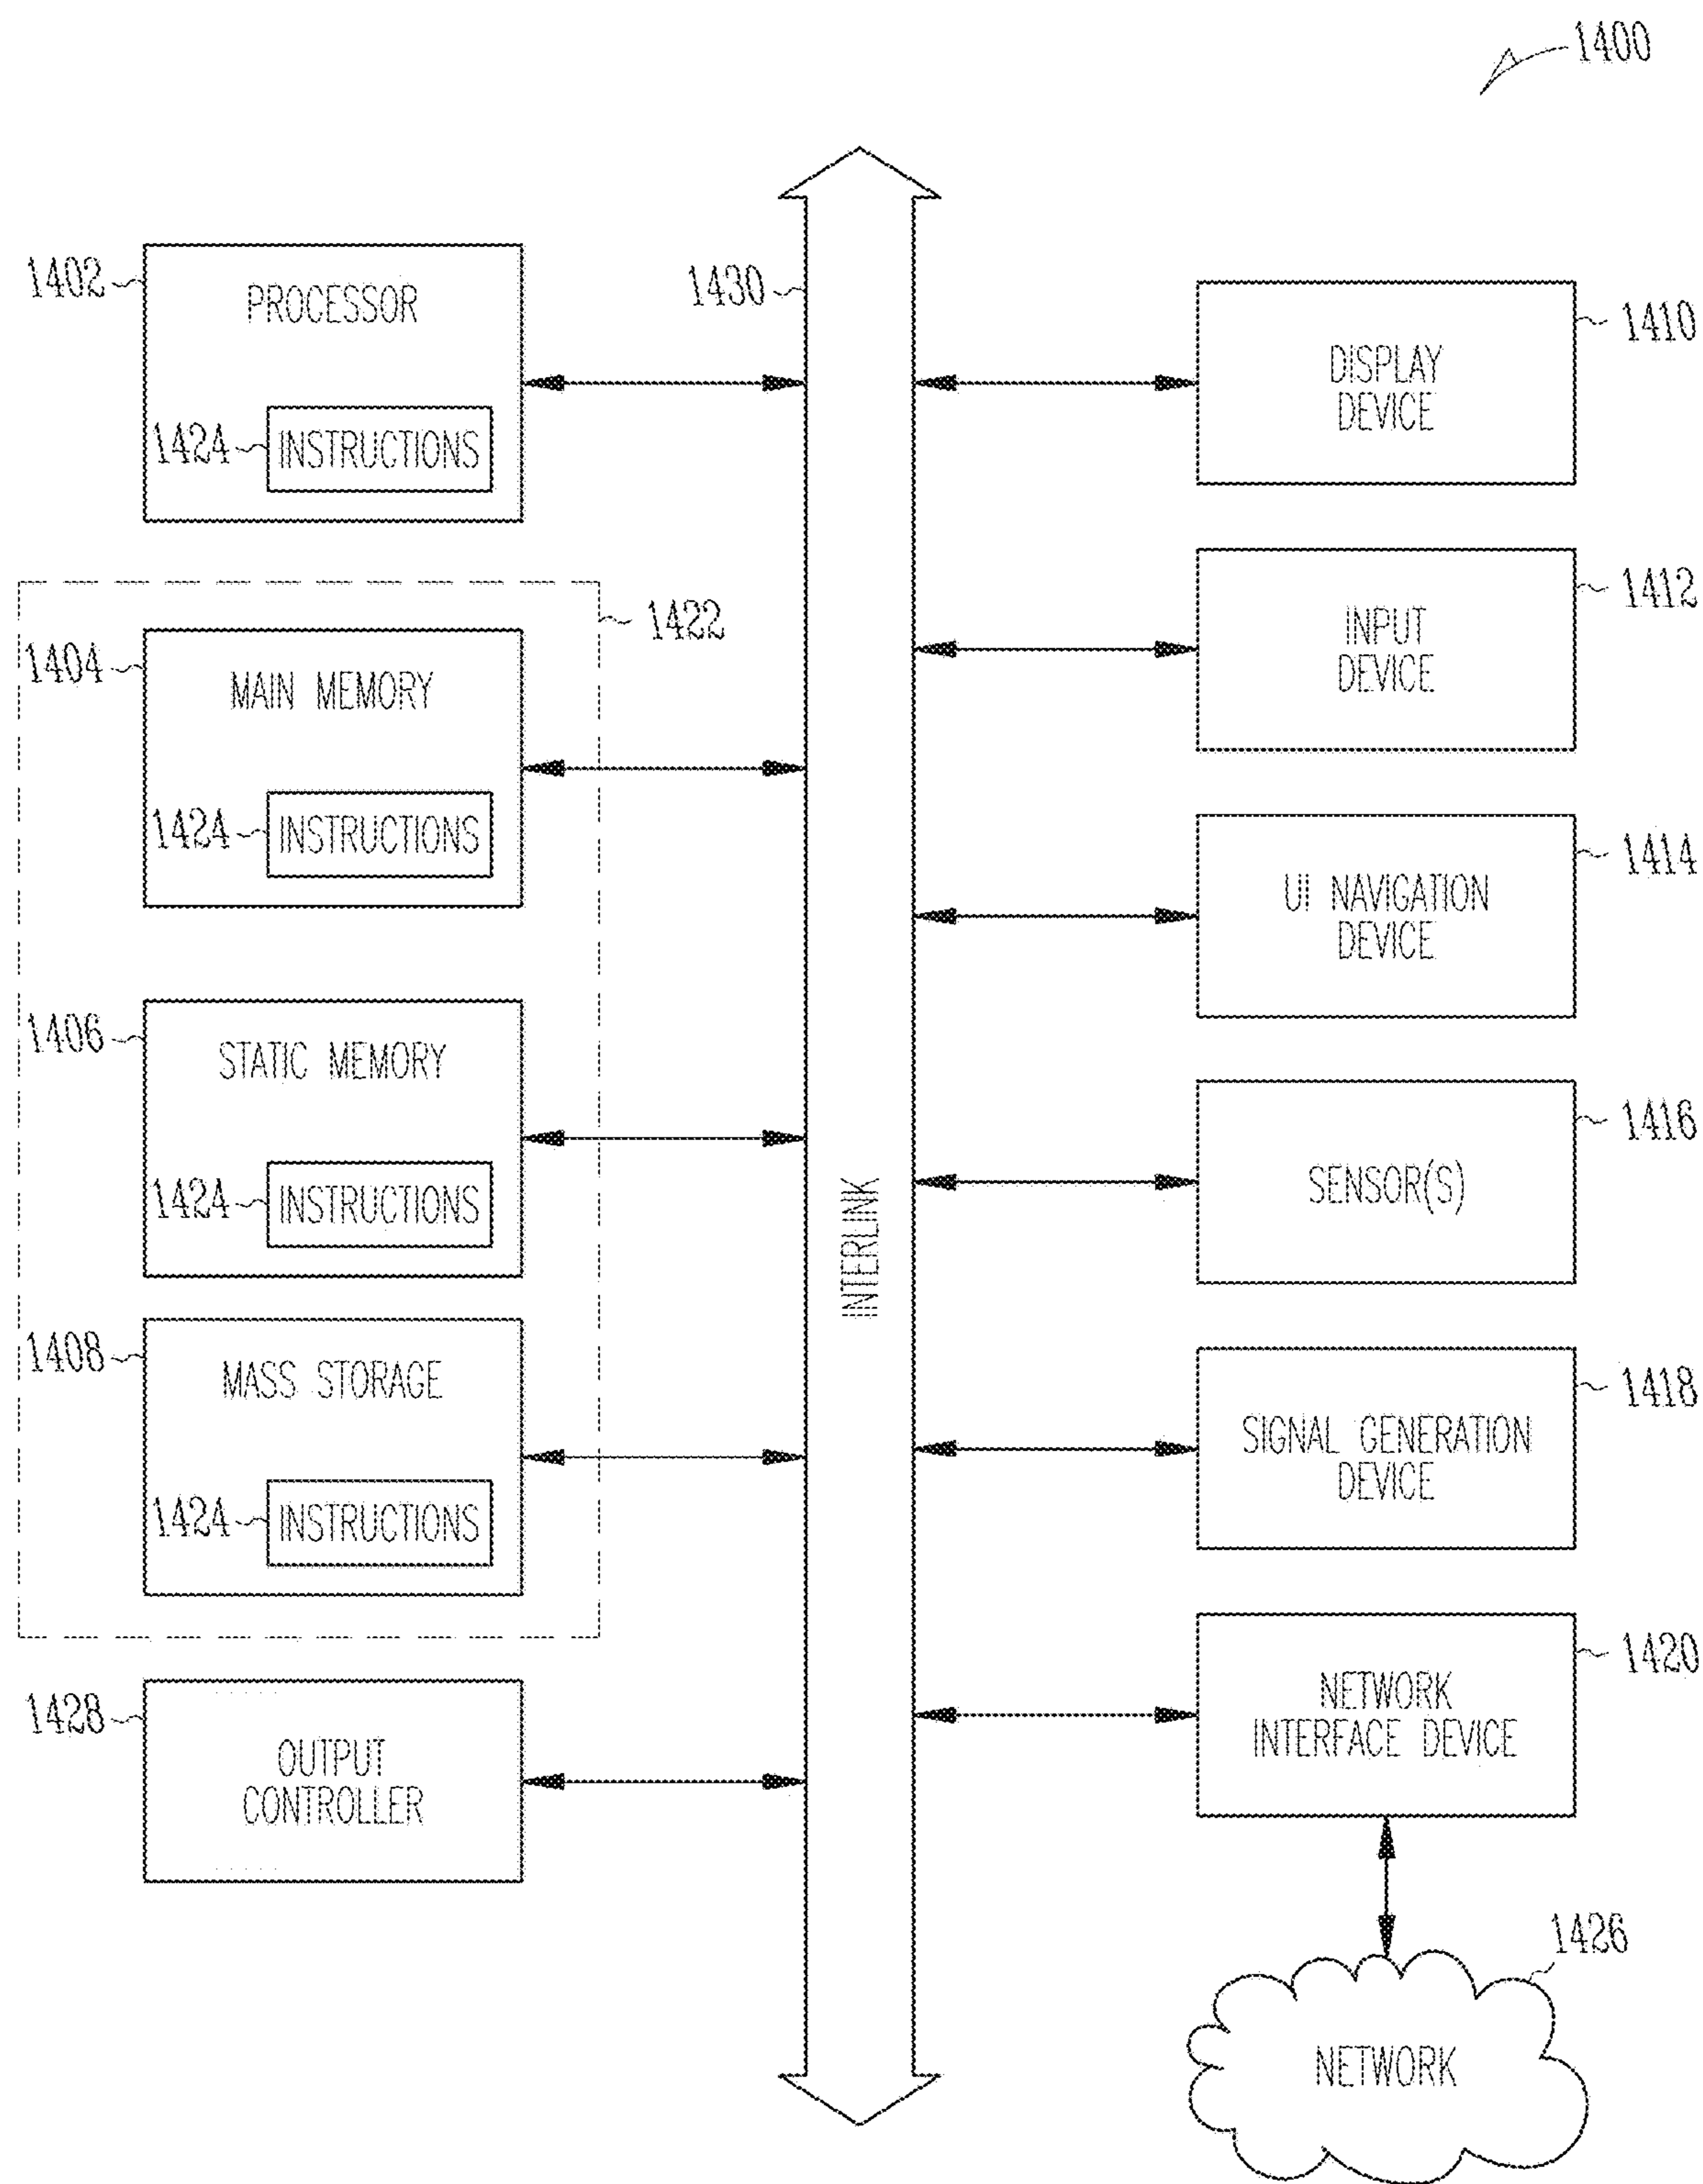 1400
1402
PROCESSOR
1424
INSTRUCTIONS
1422
1404
MAIN MEMORY
1424
INSTRUCTIONS
1406
STATIC MEMORY
1424
INSTRUCTIONS
1408
MASS STORAGE
1424
INSTRUCTIONS
1428
OUTPUT
CONTROLLER
1430
INTERLINK
1410
DISPLAY
DEVICE
1412
INPUT
DEVICE
1414
UI NAVIGATION
DEVICE
1416
SENSOR(S)
1418
SIGNAL GENERATION
DEVICE
1420
NETWORK
INTERFACE DEVICE
1426
NETWORK